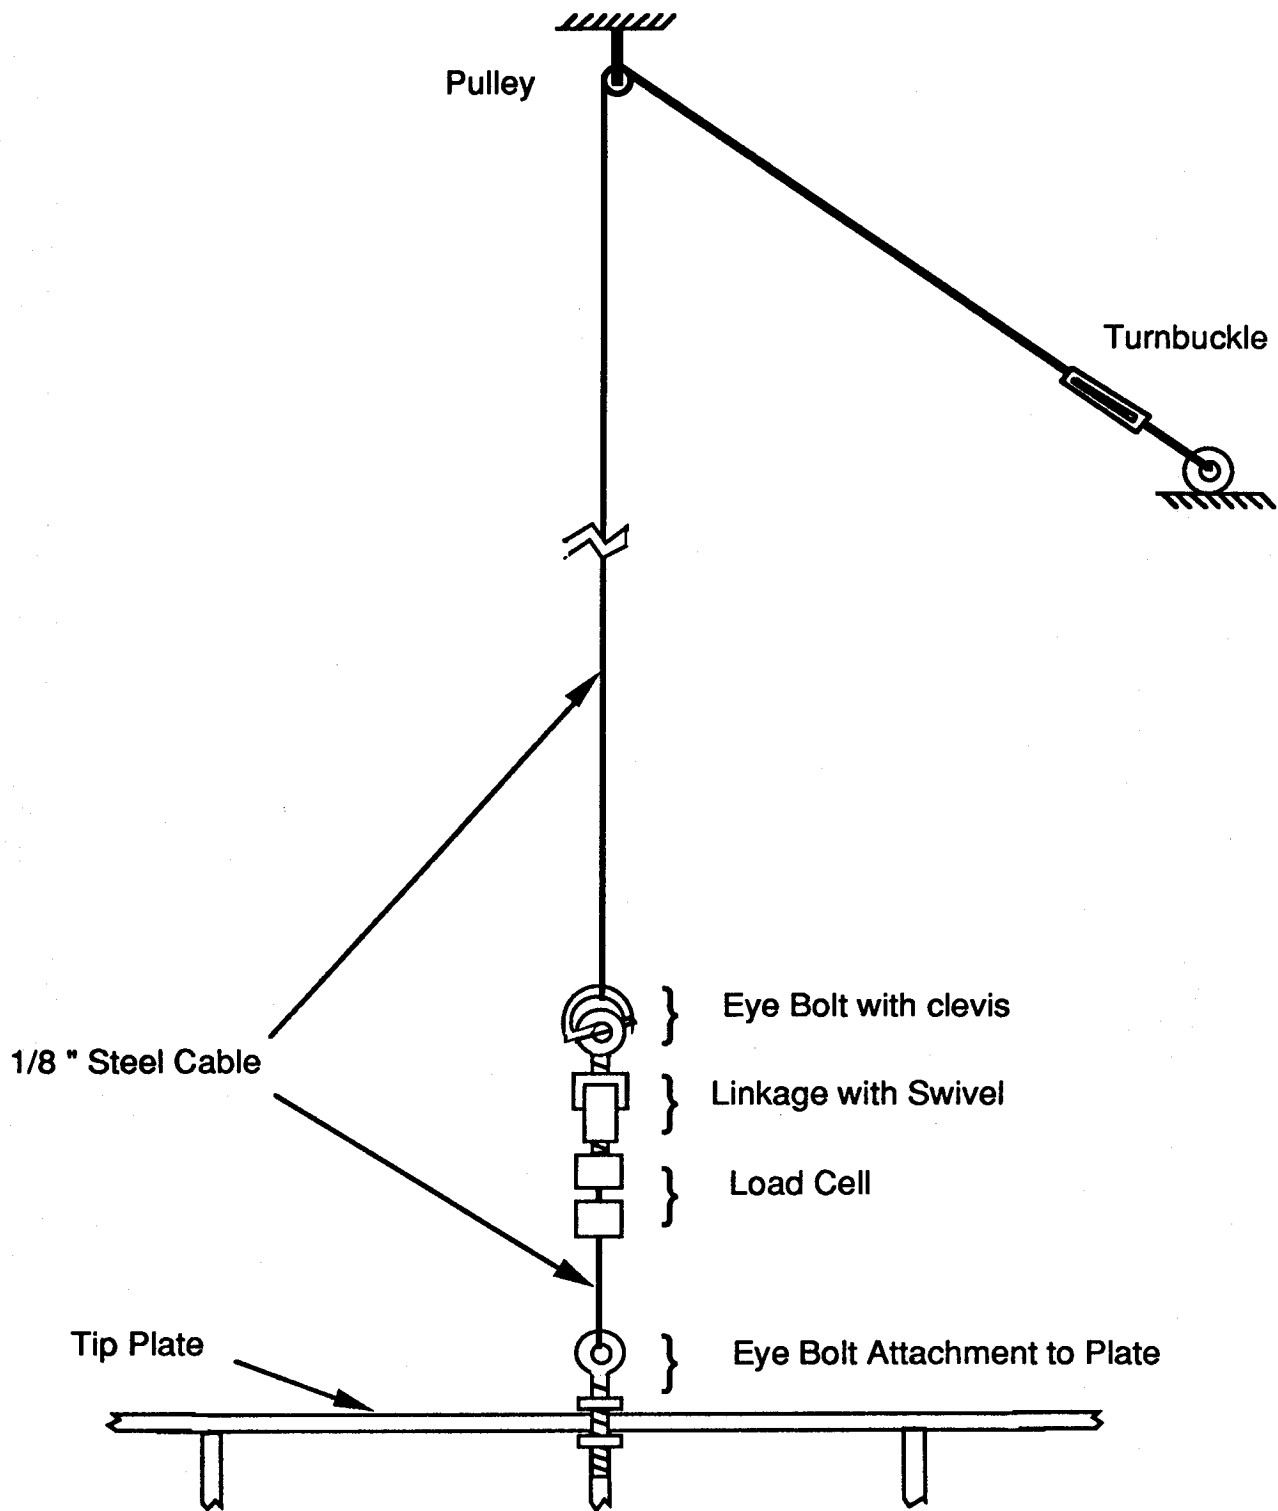 Pulley
Turnbuckle
Eye Bolt with clevis
1/8 " Steel Cable
Linkage with Swivel
Load Cell
Tip Plate
Eye Bolt Attachment to Plate